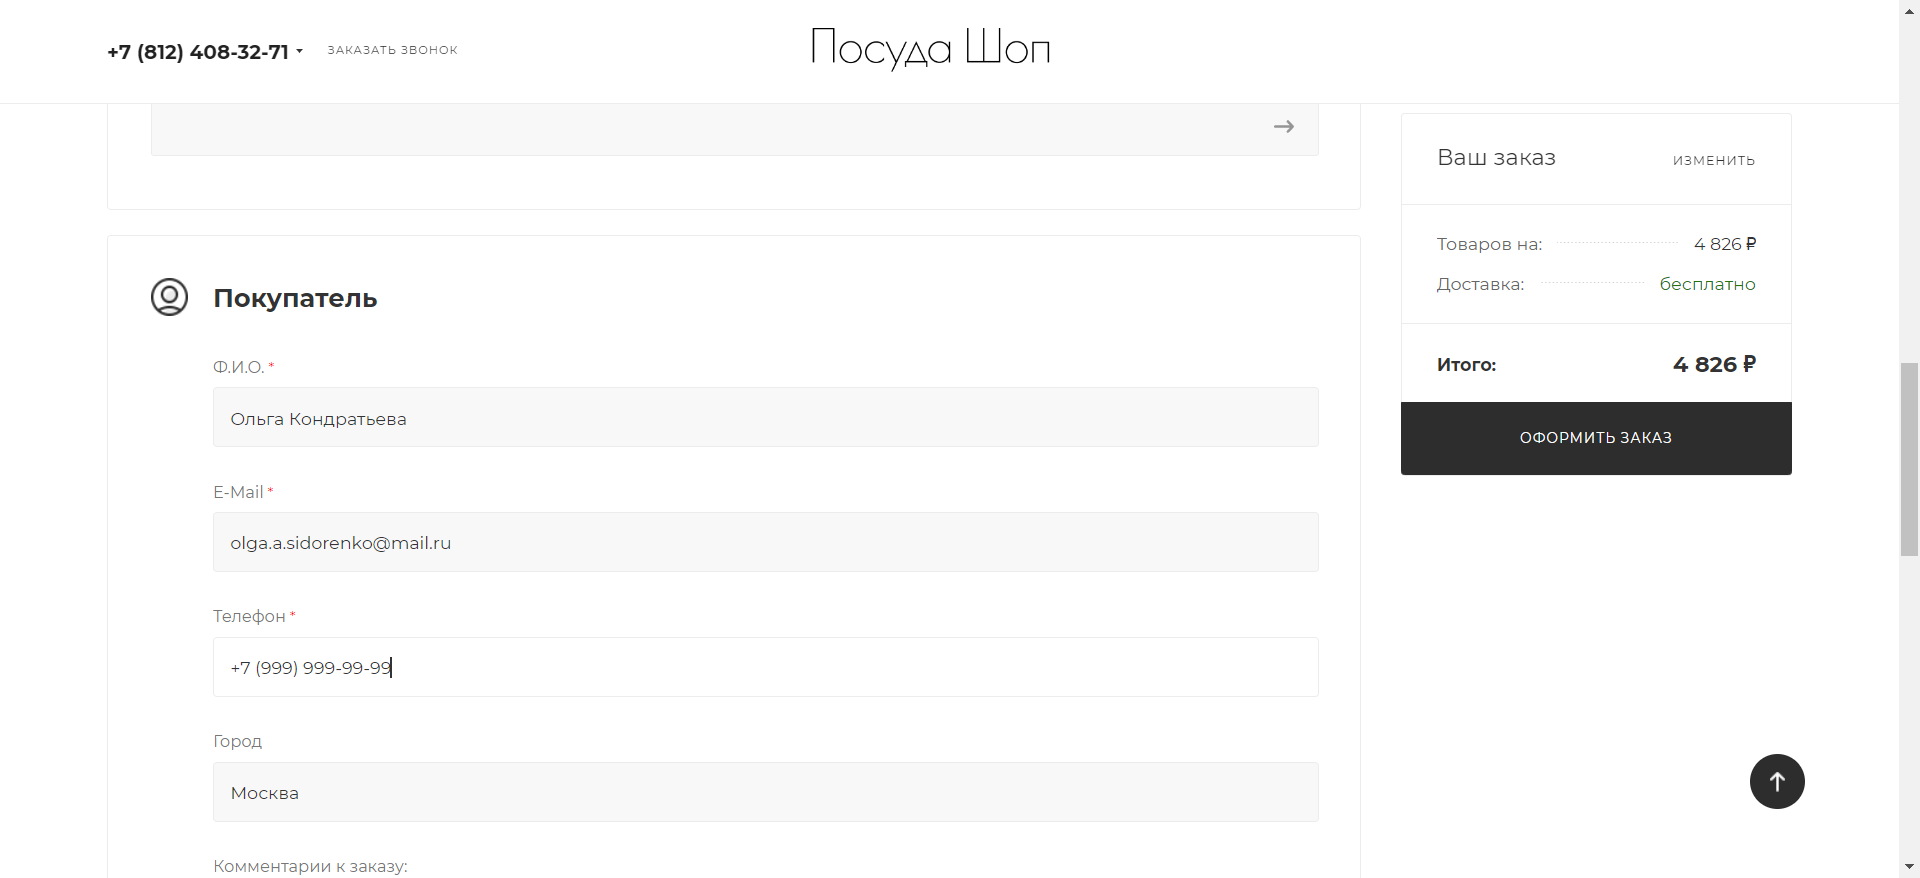 +7 (812) 408-32-71
ЗАКАЗАТЬ ЗВОНОК
Посуда Шоп
Ваш заказ
ИЗМЕНИТЬ
Товаров на: 4 826 ₽
Доставка: бесплатно
Итого: 4 826 ₽
ОФОРМИТЬ ЗАКАЗ
Покупатель
Ф.И.О. *
Ольга Кондратьева
E-Mail *
olga.a.sidorenko@mail.ru
Телефон *
+7 (999) 999-99-99
Город
Москва
Комментарии к заказу: